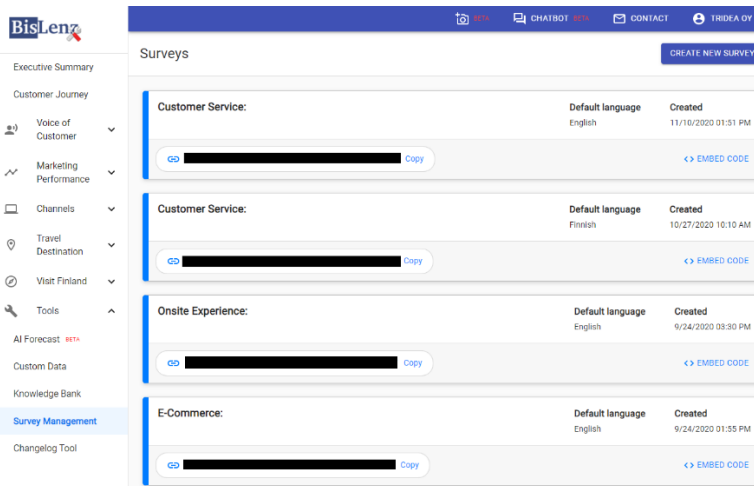 BisLenz
BETA
CHATBOT BETA
CONTACT
TRIDEA OY
Executive Summary
Customer Journey
Voice of
Customer
Marketing
Performance
Channels
Travel
Destination
Visit Finland
Tools
AI Forecast BETA
Custom Data
Knowledge Bank
Survey Management
Changelog Tool
Surveys
CREATE NEW SURVEY
Customer Service:
Default language
English
Created
11/10/2020 01:51 PM
Copy
<> EMBED CODE
Customer Service:
Default language
Finnish
Created
10/27/2020 10:10 AM
Copy
<> EMBED CODE
Onsite Experience:
Default language
English
Created
9/24/2020 03:30 PM
Copy
<> EMBED CODE
E-Commerce:
Default language
English
Created
9/24/2020 01:55 PM
Copy
<> EMBED CODE